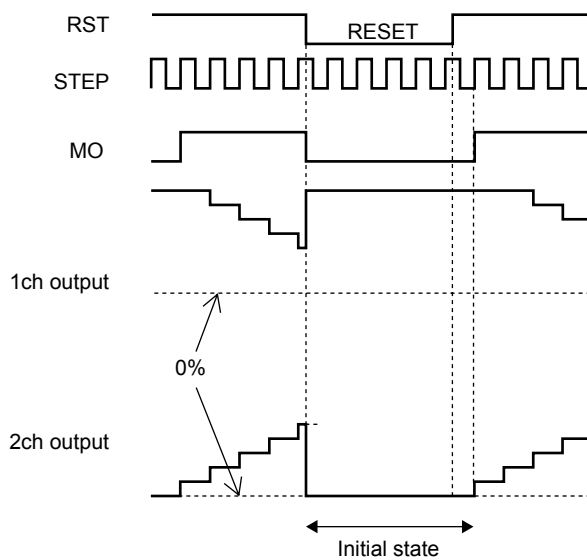 RST
RESET
STEP
MO
1ch output
0%
2ch output
Initial state